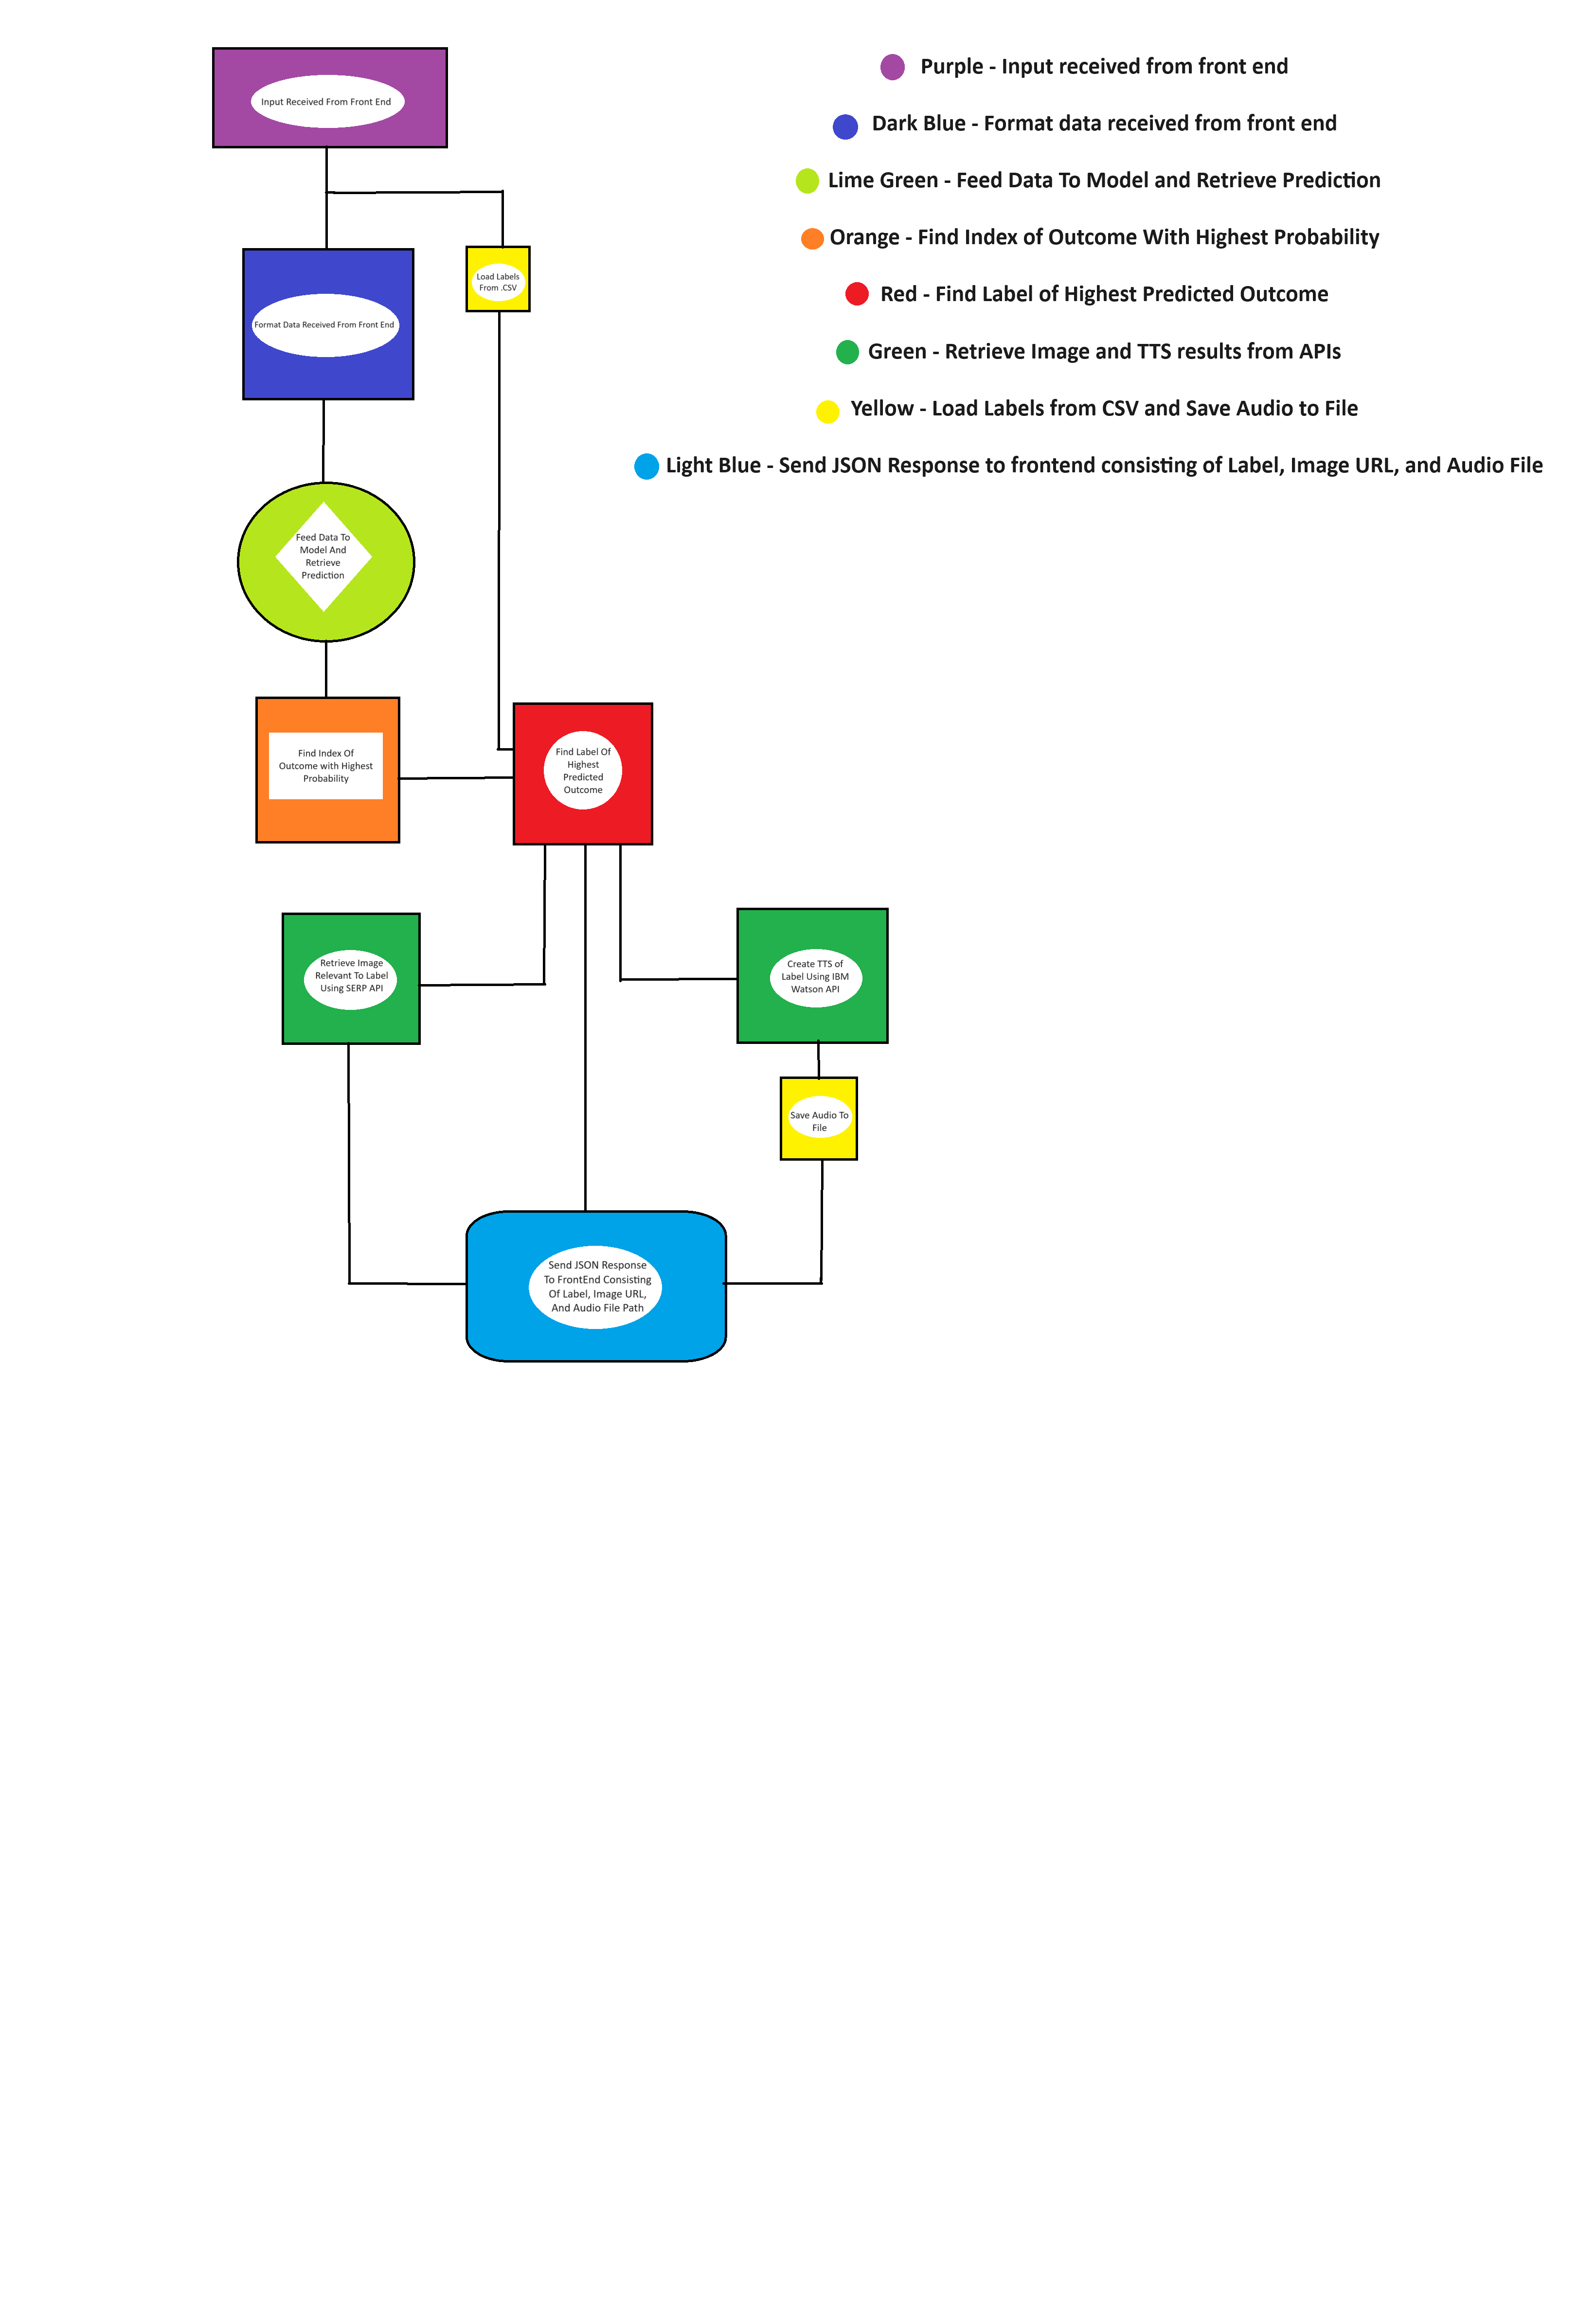 Input Received From Front End
Purple - Input received from front end
Dark Blue - Format data received from front end
Lime Green - Feed Data To Model and Retrieve Prediction
Orange - Find Index of Outcome With Highest Probability
Red - Find Label of Highest Predicted Outcome
Green - Retrieve Image and TTS results from APIs
Yellow - Load Labels from CSV and Save Audio to File
Light Blue - Send JSON Response to frontend consisting of Label, Image URL, and Audio File
Load Labels
From .CSV
Format Data Received From Front End
Feed Data To
Model And
Retrieve
Prediction
Find Index Of
Outcome with Highest
Probability
Find Label Of
Highest
Predicted
Outcome
Retrieve Image
Relevant To Label
Using SERP API
Create TTS of
Label Using IBM
Watson API
Save Audio To
File
Send JSON Response
To FrontEnd Consisting
Of Label, Image URL,
And Audio File Path